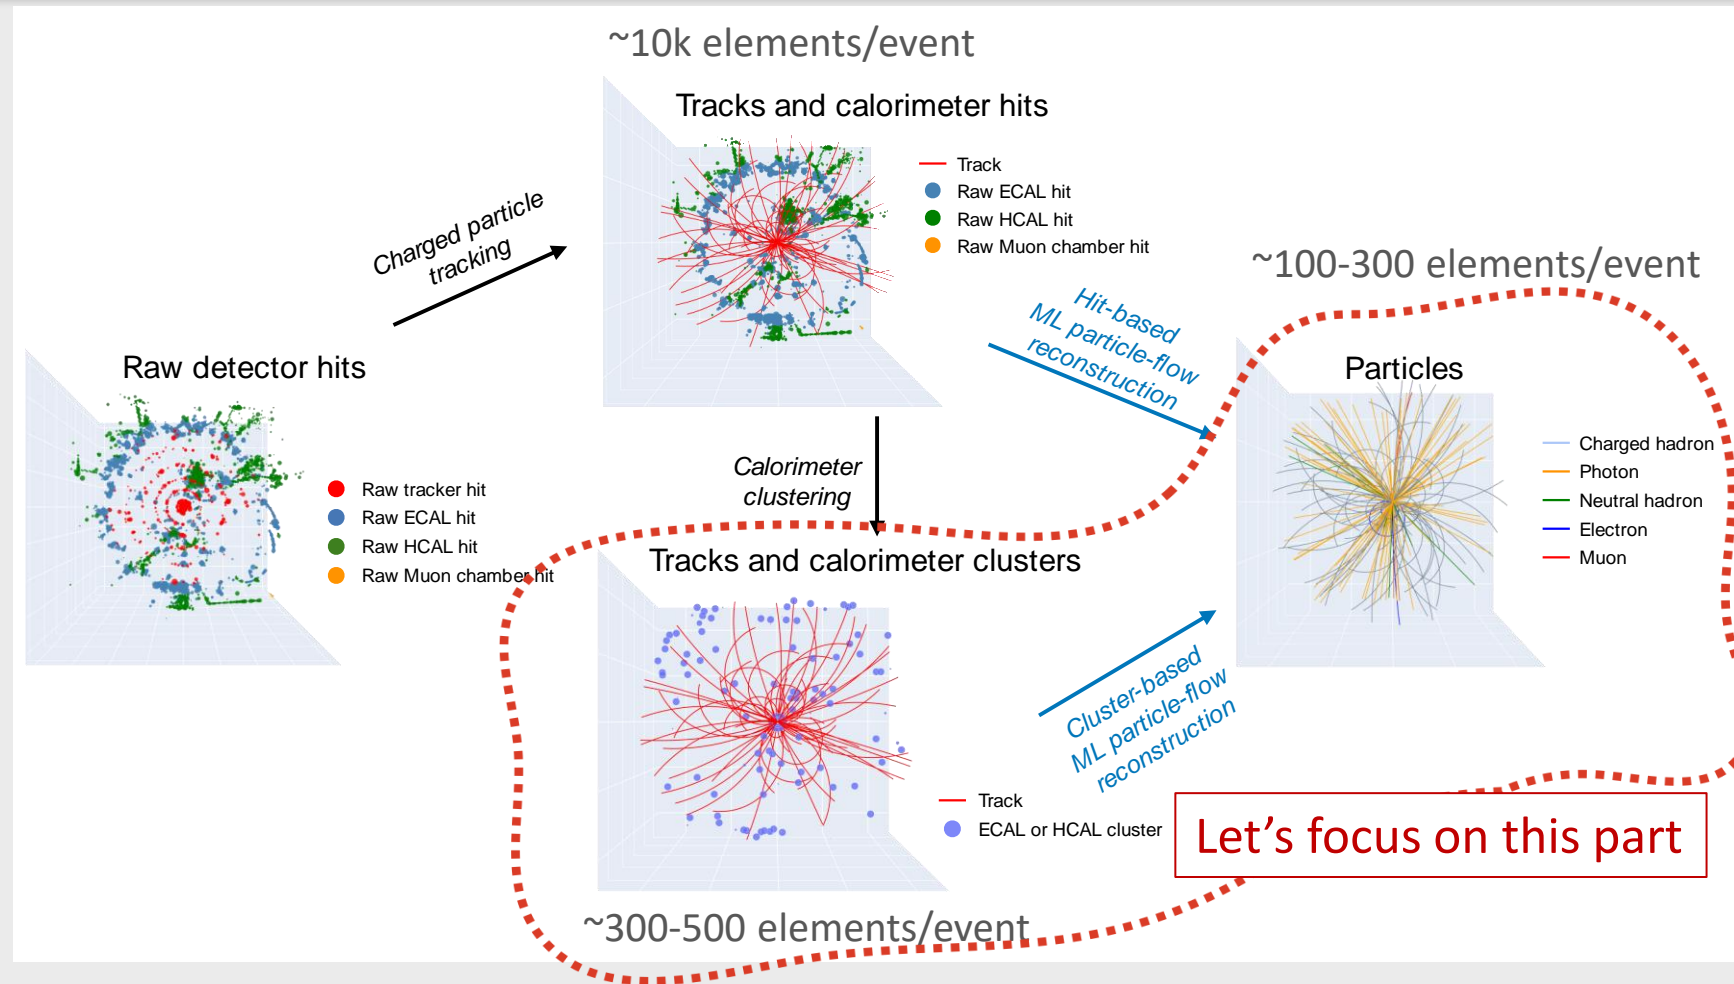 ~10k elements/event
Tracks and calorimeter hits
Track
Raw ECAL hit
Raw HCAL hit
Raw Muon chamber hit
Charged particle
tracking
~100-300 elements/event
Hit-based
ML particle-flow
reconstruction
Raw detector hits
Raw tracker hit
Raw ECAL hit
Raw HCAL hit
Raw Muon chamber hit
Particles
Charged hadron
Photon
Neutral hadron
Electron
Muon
Calorimeter
clustering
Tracks and calorimeter clusters
Track
ECAL or HCAL cluster
Cluster-based
ML particle-flow
reconstruction
Let's focus on this part
~300-500 elements/event